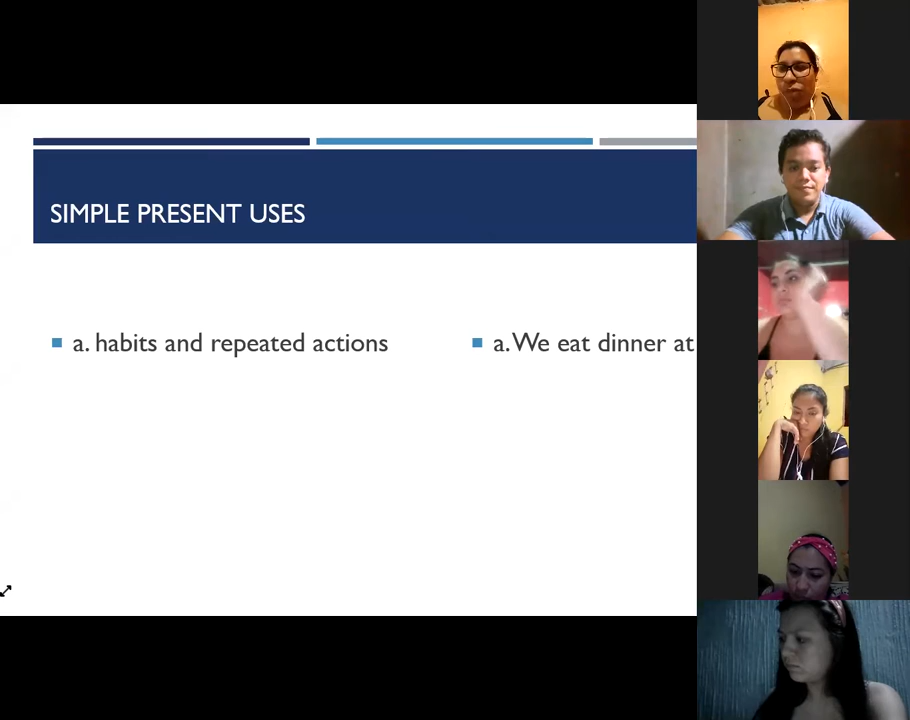 SIMPLE PRESENT USES
a. habits and repeated actions
a. We eat dinner at